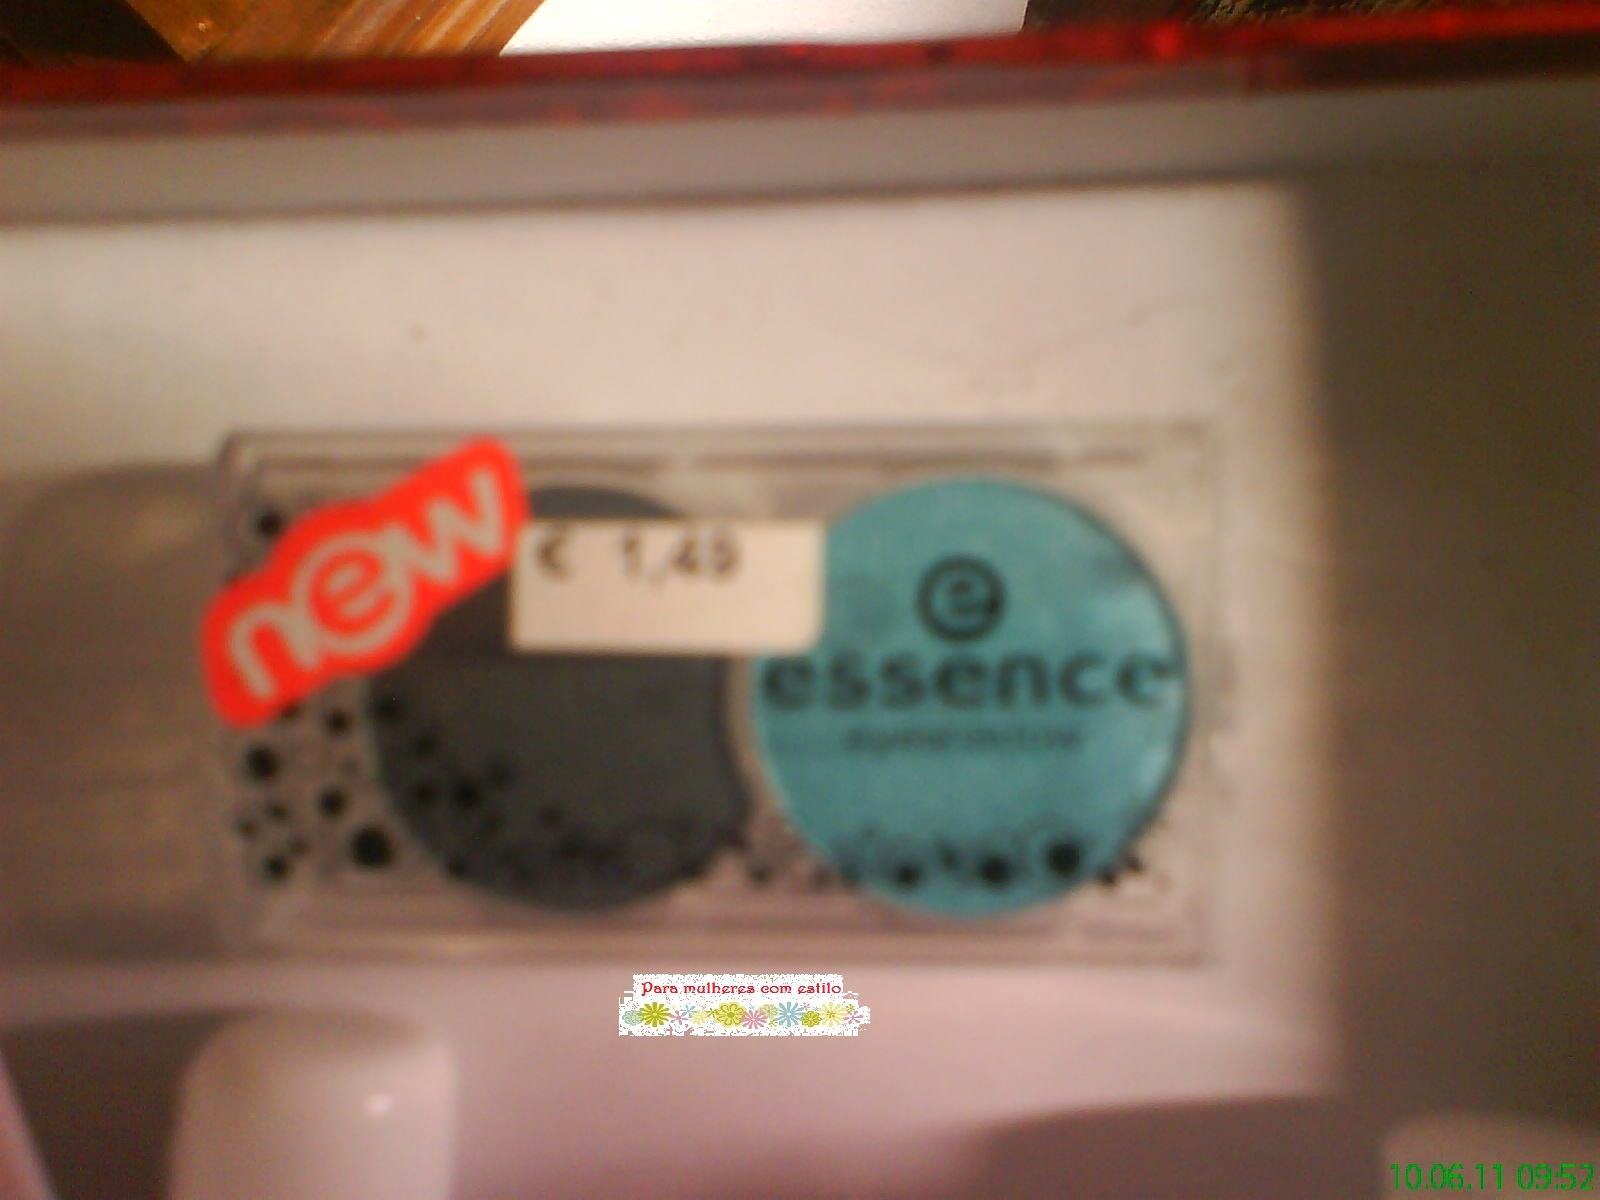 new
€ 1,49
e
essence
Para mulheres com estilo
10.06.11 09:52